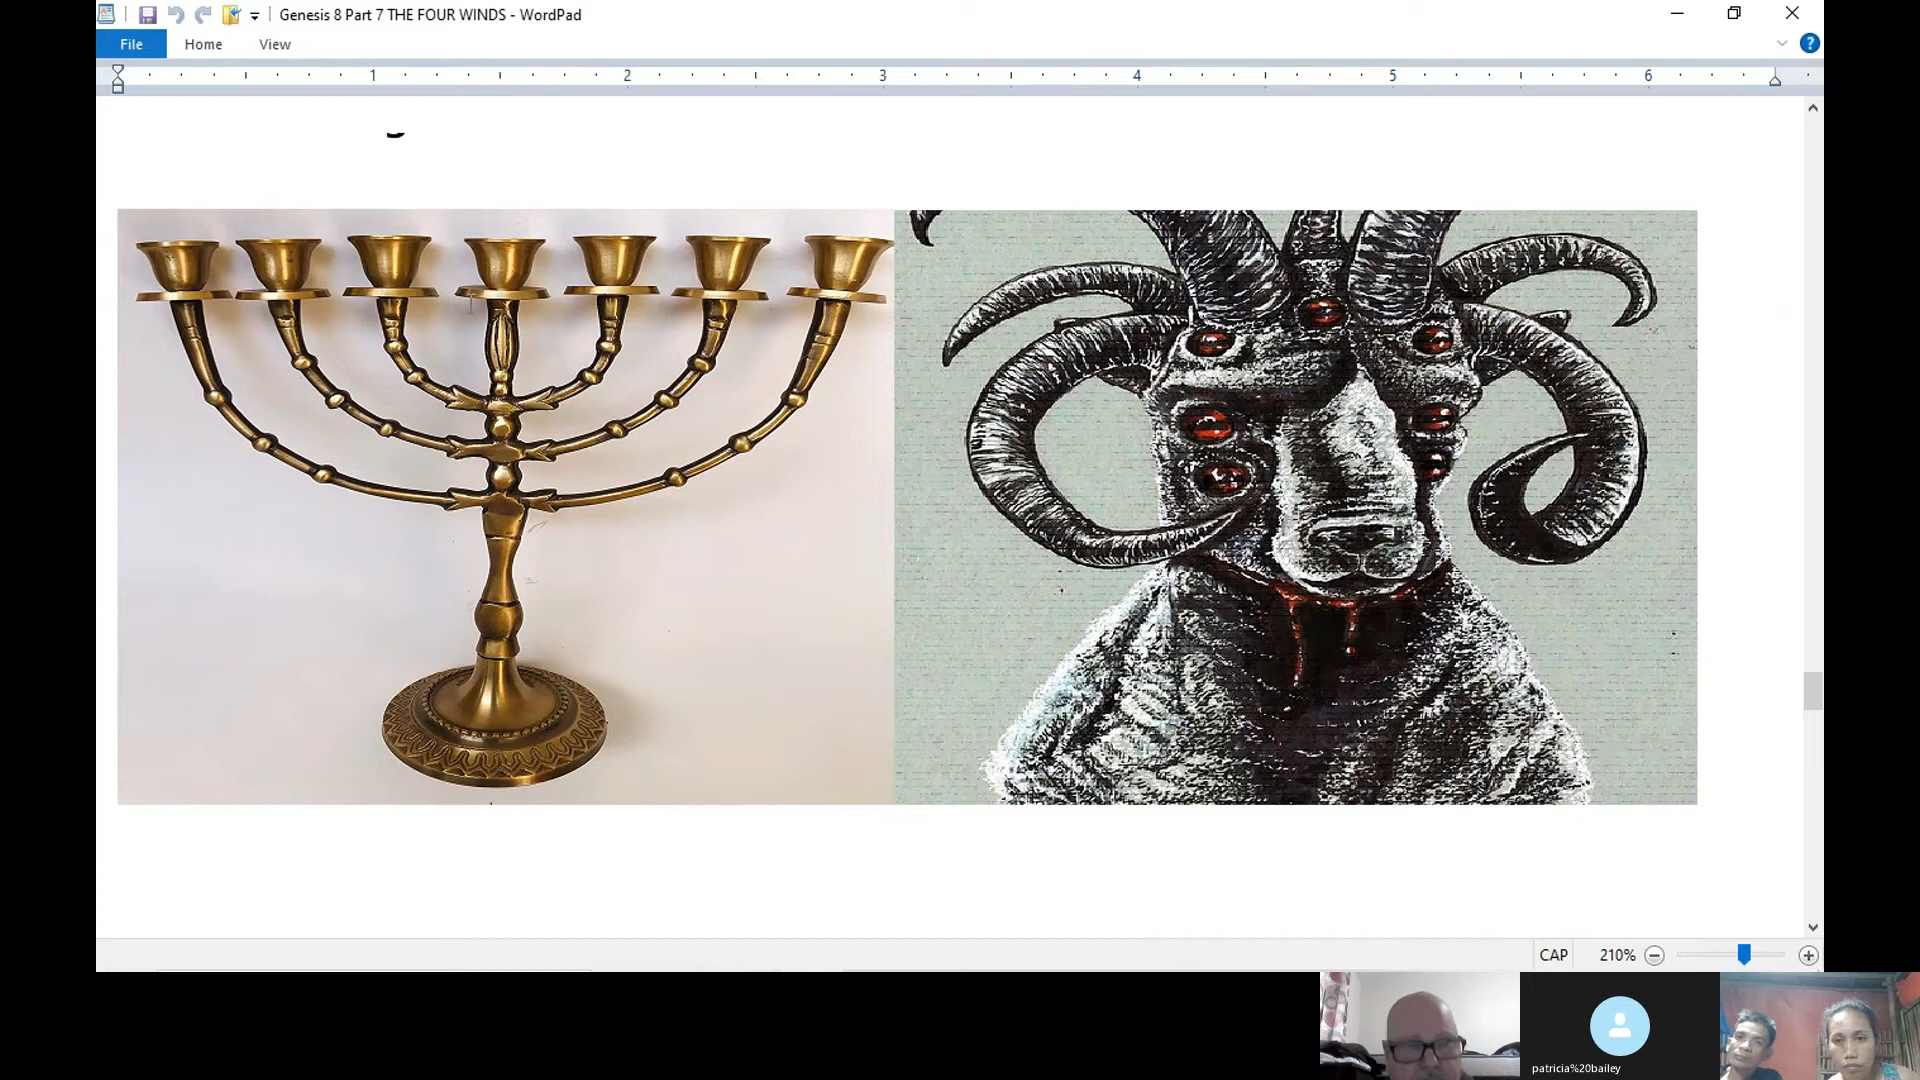 Genesis 8 Part 7 THE FOUR WINDS - WordPad
File Home View
1 2 3 4 5 6
CAP 210%
patricia%20bailey